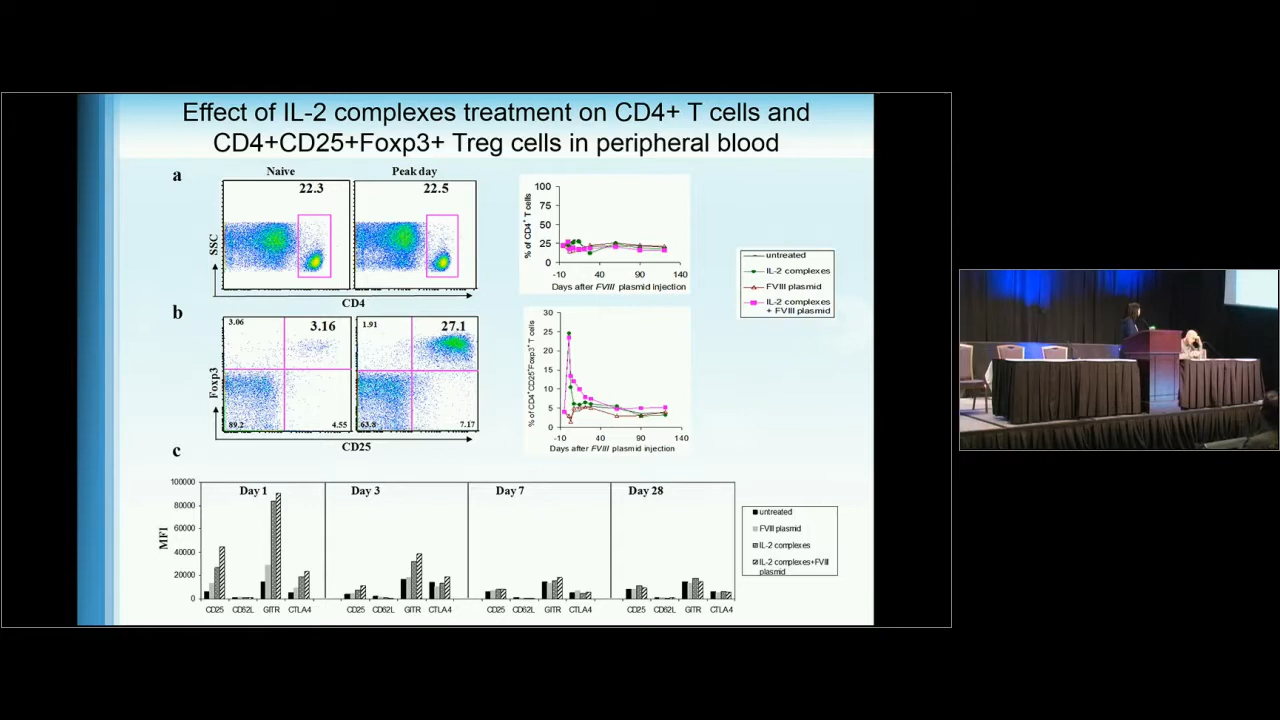 Effect of IL-2 complexes treatment on CD4+ T cells and
CD4+CD25+Foxp3+ Treg cells in peripheral blood
a
Naive
Peak day
22.3
22.5
SSC
CD4
100
75
50
25
0
-10 40 90 140
% of CD4+ T cells
Days after FVIII plasmid injection
untreated
IL-2 complexes
FVIII plasmid
IL-2 complexes
+ FVIII plasmid
b
3.06
3.16
1.91
27.1
89.2
4.55
63.8
7.17
Foxp3
CD25
30
25
20
15
10
5
0
-10 40 90 140
% of CD4+CD25+Foxp3+ T cells
Days after FVIII plasmid injection
c
MFI
100000
80000
60000
40000
20000
0
Day 1
Day 3
Day 7
Day 28
CD25 CD62L GITR CTLA4
CD25 CD62L GITR CTLA4
CD25 CD62L GITR CTLA4
CD25 CD62L GITR CTLA4
untreated
FVIII plasmid
IL-2 complexes
IL-2 complexes+FVIII
plasmid